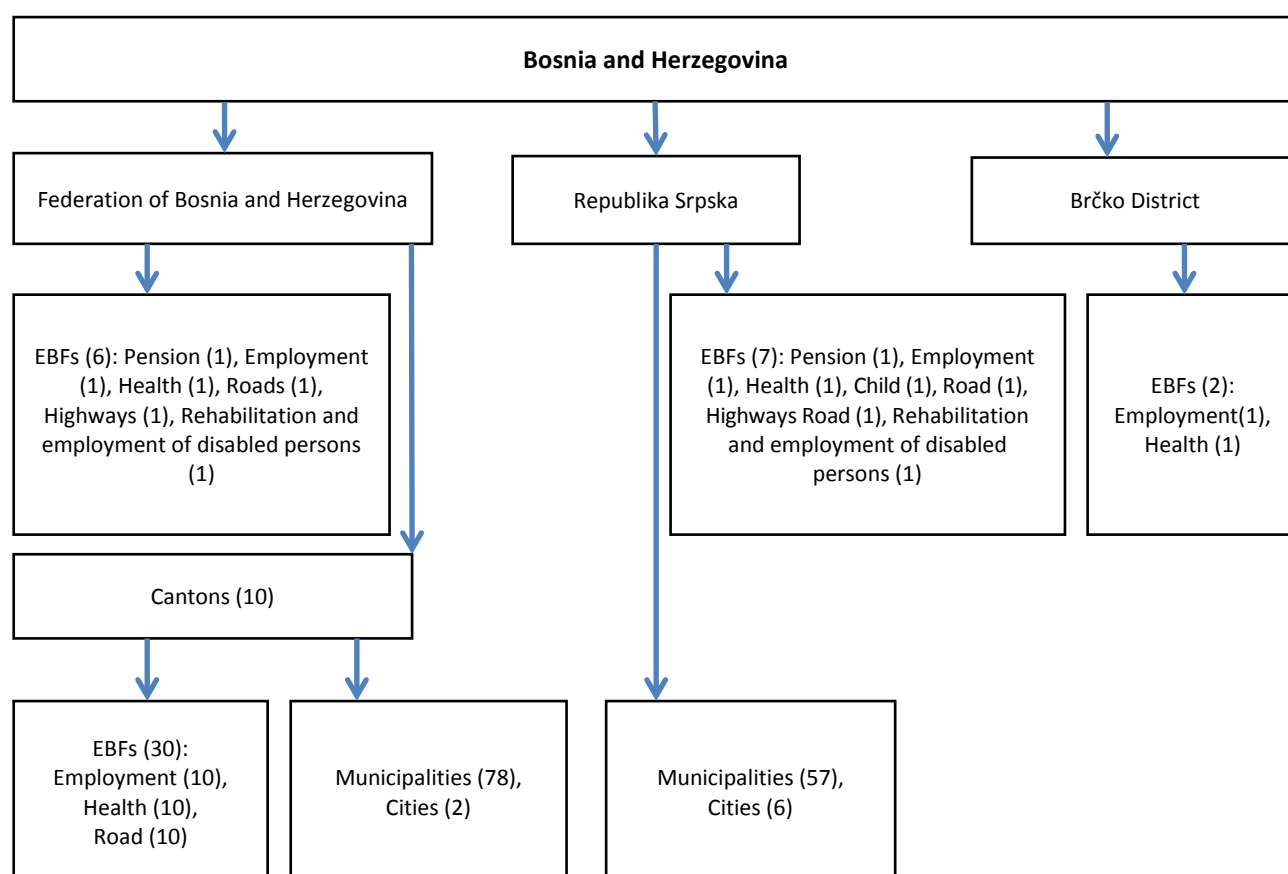 Bosnia and Herzegovina
Federation of Bosnia and Herzegovina
Republika Srpska
Brčko District
EBFs (6): Pension (1), Employment
(1), Health (1), Roads (1),
Highways (1), Rehabilitation and
employment of disabled persons
(1)
EBFs (7): Pension (1), Employment
(1), Health (1), Child (1), Road (1),
Highways Road (1), Rehabilitation
and employment of disabled
persons (1)
EBFs (2):
Employment(1),
Health (1)
Cantons (10)
EBFs (30):
Employment (10),
Health (10),
Road (10)
Municipalities (78),
Cities (2)
Municipalities (57),
Cities (6)